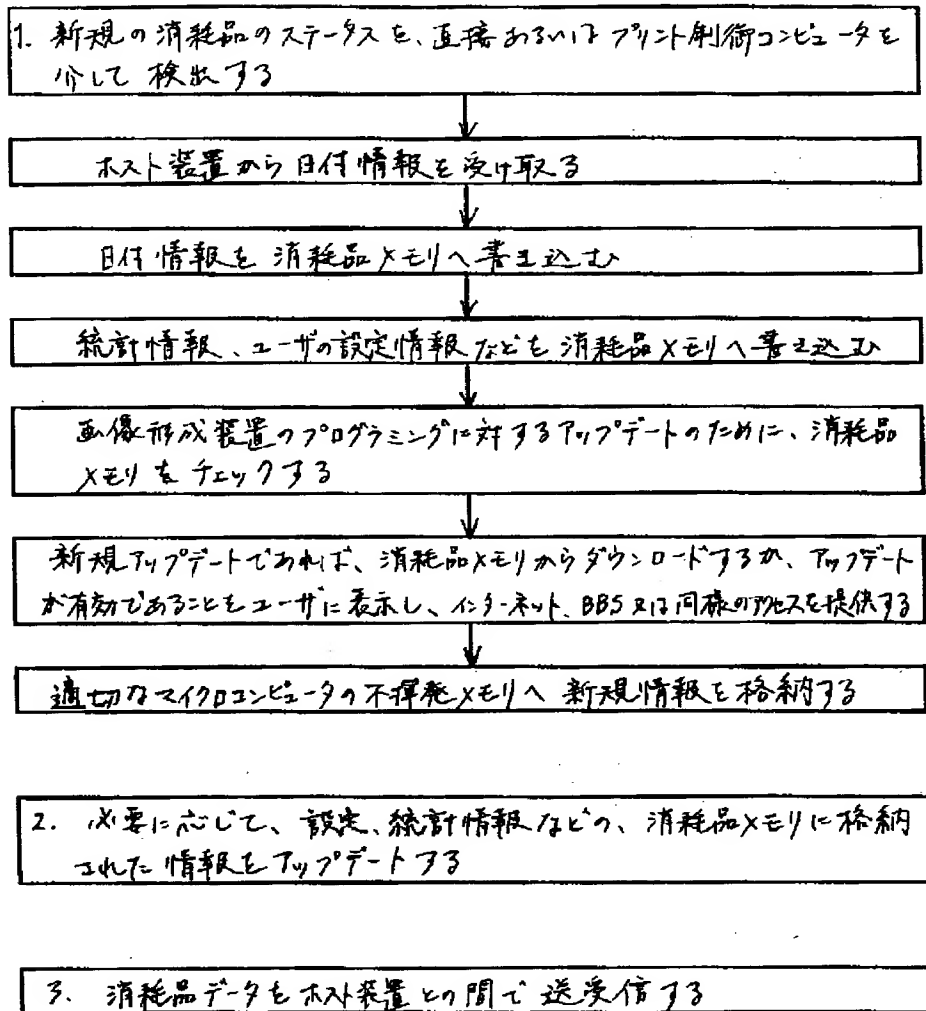 1. 新規の消耗品のステータスを、直接あるいはプリント制御コンピュータを
介して検出する
ホスト装置から日付情報を受け取る
日付情報を消耗品メモリへ書き込む
統計情報、ユーザの設定情報などを消耗品メモリへ書き込む
画像形成装置のプログラミングに対するアップデートのために、消耗品
メモリをチェックする
新規アップデートであれば、消耗品メモリからダウンロードするか、アップデート
が有効であることをユーザに表示し、インターネット、BBS又は同様のアクセスを提供する
適切なマイクロコンピュータの不揮発メモリへ新規情報を格納する
2. 必要に応じて、設定、統計情報などの、消耗品メモリに格納
された情報をアップデートする
3. 消耗品データをホスト装置との間で送受信する